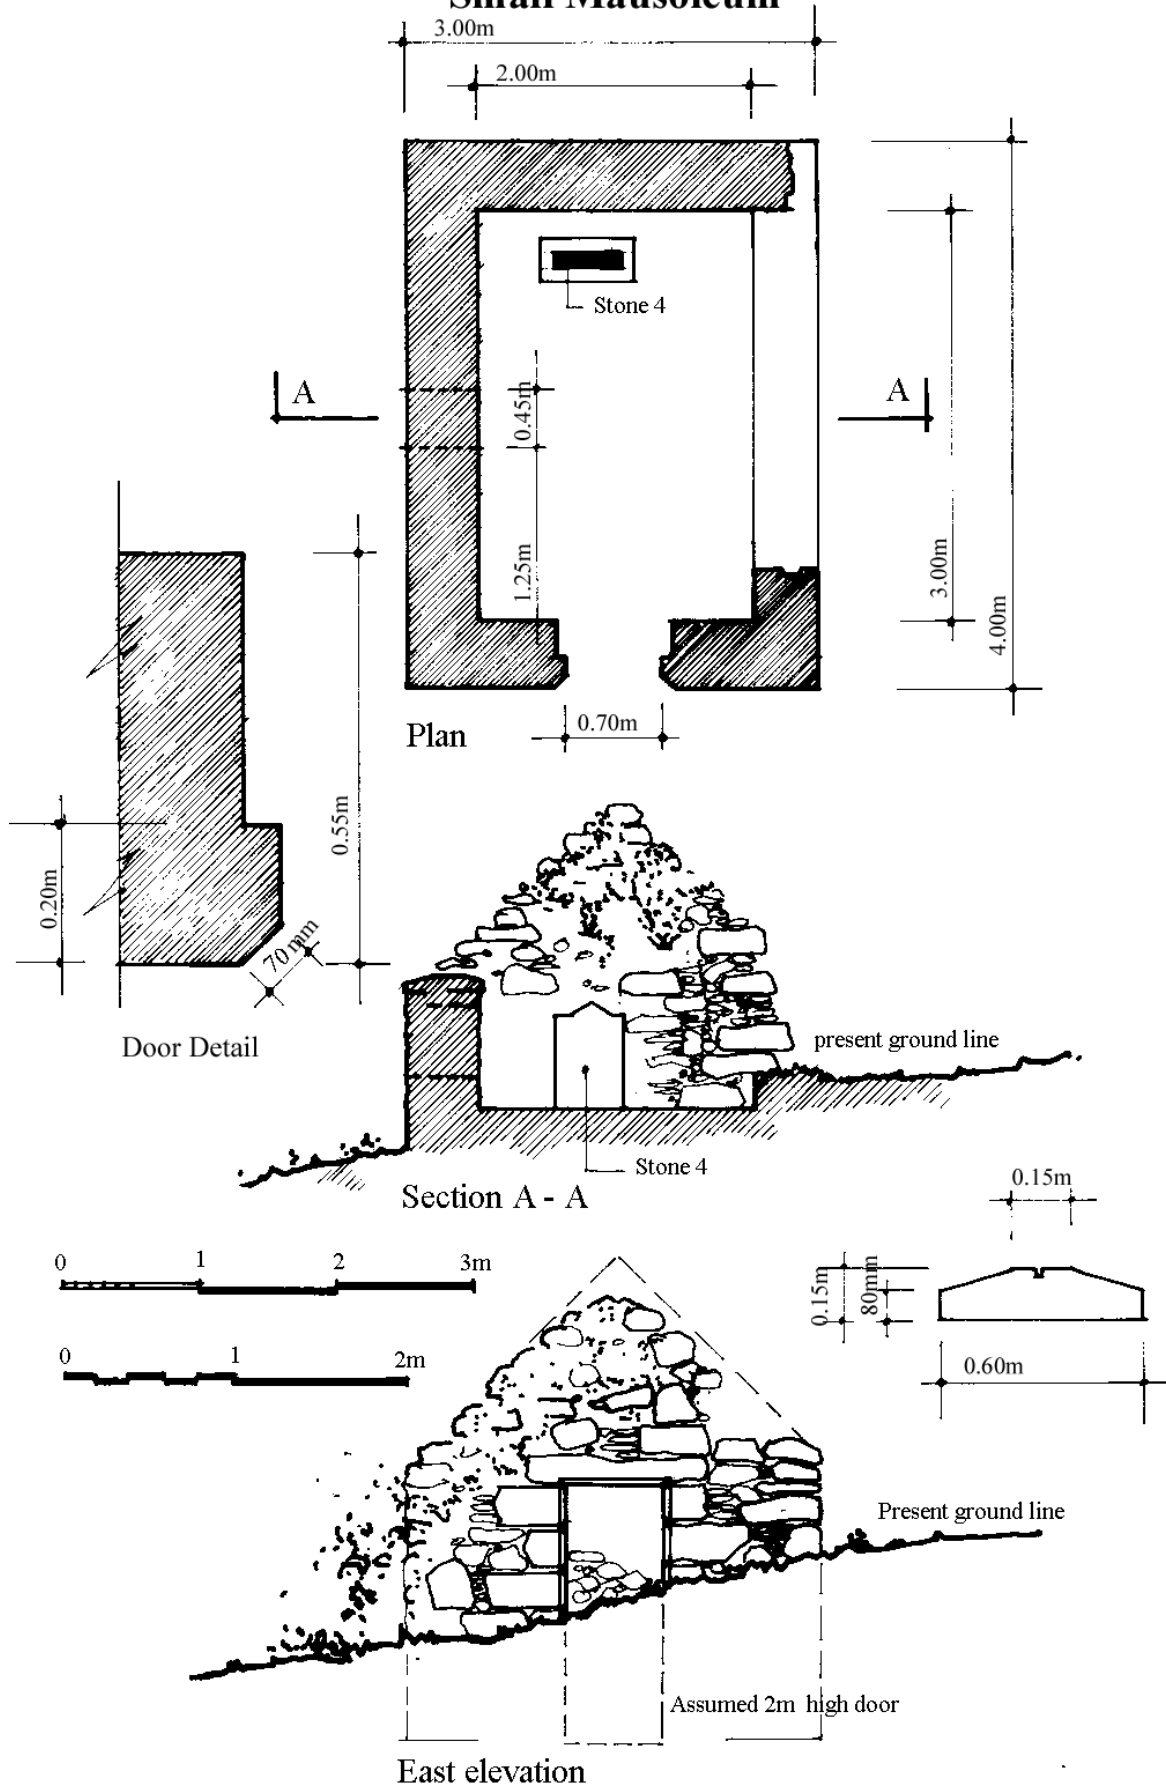 Small Mausoleum
3.00m
2.00m
Stone 4
A
A
0.45m
1.25m
3.00m
4.00m
0.70m
Plan
0.55m
0.20m
70mm
Door Detail
present ground line
Stone 4
Section A - A
0.15m
0 1 2 3m
0.15m
80mm
0 1 2m
0.60m
Present ground line
Assumed 2m high door
East elevation